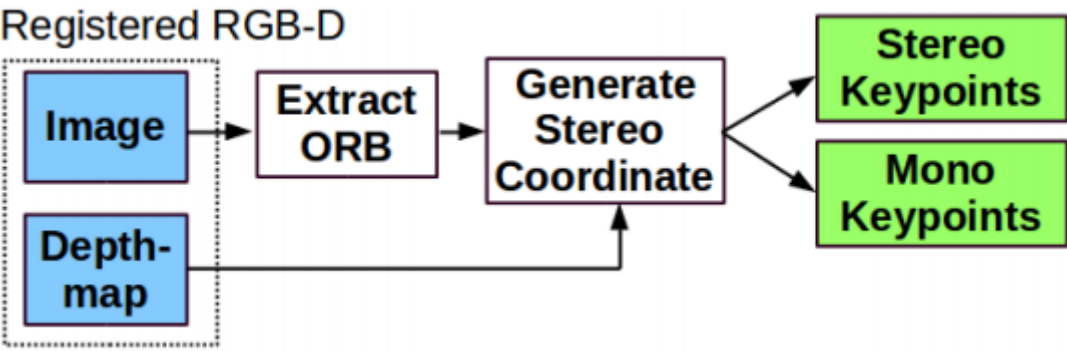 Registered RGB-D
Image
Extract
ORB
Generate
Stereo
Coordinate
Stereo
Keypoints
Mono
Keypoints
Depth-
map